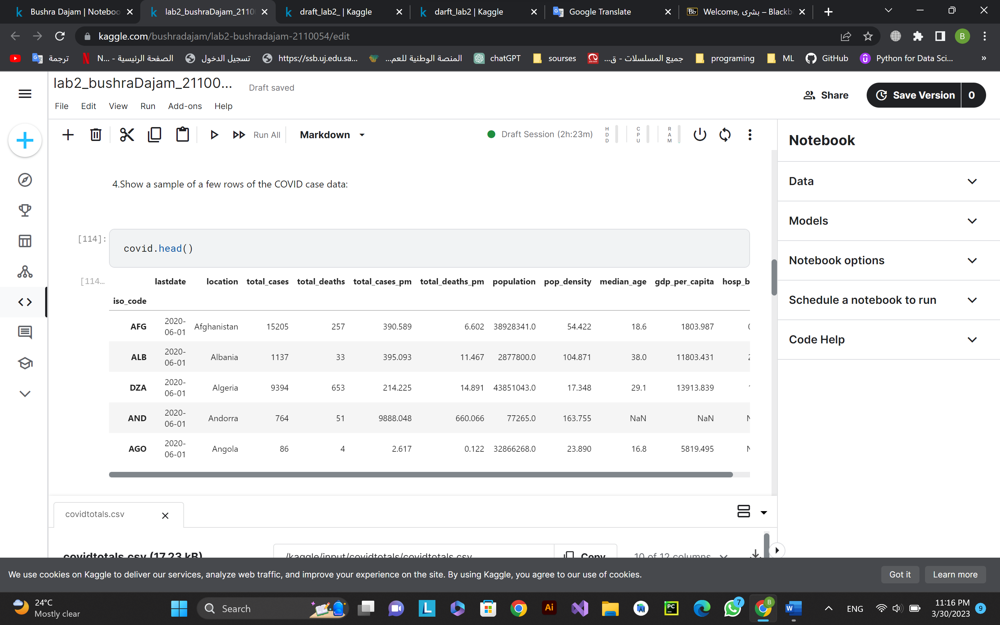 Bushra Dajam | Noteboo
lab2_bushraDajam_2110
draft_lab2_ | Kaggle
darft_lab2 | Kaggle
Google Translate
Welcome, بشرى – Blackb
kaggle.com/bushradajam/lab2-bushradajam-2110054/edit
B
ترجمة
الصفحة الرئيسية - N...
تسجيل الدخول
https://ssb.uj.edu.sa...
المنصة الوطنية للعم...
chatGPT
sourses
جميع المسلسلات - ق...
programing
ML
GitHub
Python for Data Sci...
»
lab2_bushraDajam_21100...
Draft saved
File Edit View Run Add-ons Help
Share
Save Version 0
Run All
Markdown
Draft Session (2h:23m)
HDD
CPU
RAM
Notebook
Data
Models
Notebook options
Schedule a notebook to run
Code Help
4.Show a sample of a few rows of the COVID case data:
[114]:
covid.head()
[114...
lastdate location total_cases total_deaths total_cases_pm total_deaths_pm population pop_density median_age gdp_per_capita hosp_b
iso_code
AFG 2020-06-01 Afghanistan 15205 257 390.589 6.602 38928341.0 54.422 18.6 1803.987
ALB 2020-06-01 Albania 1137 33 395.093 11.467 2877800.0 104.871 38.0 11803.431
DZA 2020-06-01 Algeria 9394 653 214.225 14.891 43851043.0 17.348 29.1 13913.839
AND 2020-06-01 Andorra 764 51 9888.048 660.066 77265.0 163.755 NaN NaN
AGO 2020-06-01 Angola 86 4 2.617 0.122 32866268.0 23.890 16.8 5819.495
covidtotals.csv
covidtotals.csv (17.23 kB)
/kaggle/input/covidtotals/covidtotals.csv
Copy
10 of 12 columns
We use cookies on Kaggle to deliver our services, analyze web traffic, and improve your experience on the site. By using Kaggle, you agree to our use of cookies.
Got it
Learn more
24°C
Mostly clear
Search
7
B
ENG
11:16 PM
3/30/2023
9